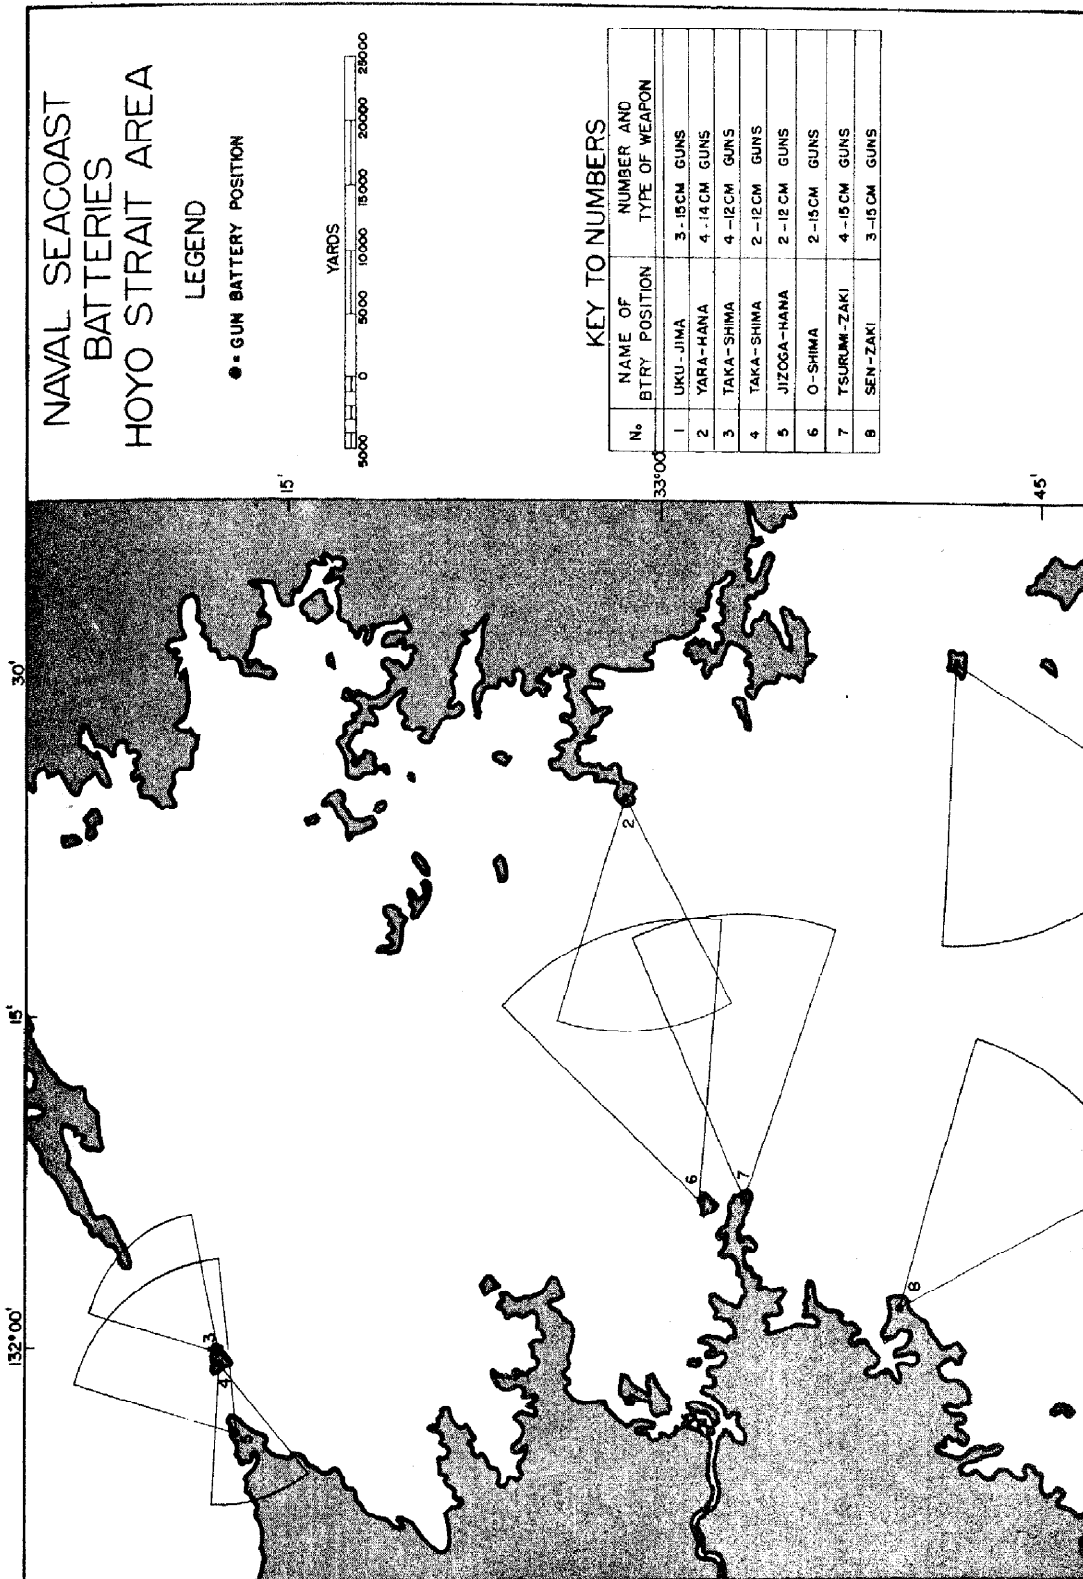 NAVAL SEACOAST
BATTERIES
HOYO STRAIT AREA
LEGEND
= GUN BATTERY POSITION
YARDS
5000 0 5000 10000 15000 20000 25000
KEY TO NUMBERS
No NAME OF BTRY POSITION NUMBER AND TYPE OF WEAPON
1 UKU-JIMA 3-15CM GUNS
2 YARA-HANA 4-14CM GUNS
3 TAKA-SHIMA 4-12CM GUNS
4 TAKA-SHIMA 2-12CM GUNS
5 JIZOGA-HANA 2-12CM GUNS
6 O-SHIMA 2-15CM GUNS
7 TSURUMI-ZAKI 4-15CM GUNS
8 SEN-ZAKI 3-15CM GUNS
15'
33°00'
45'
30'
15'
132°00'
1
2
3
4
5
6
7
8